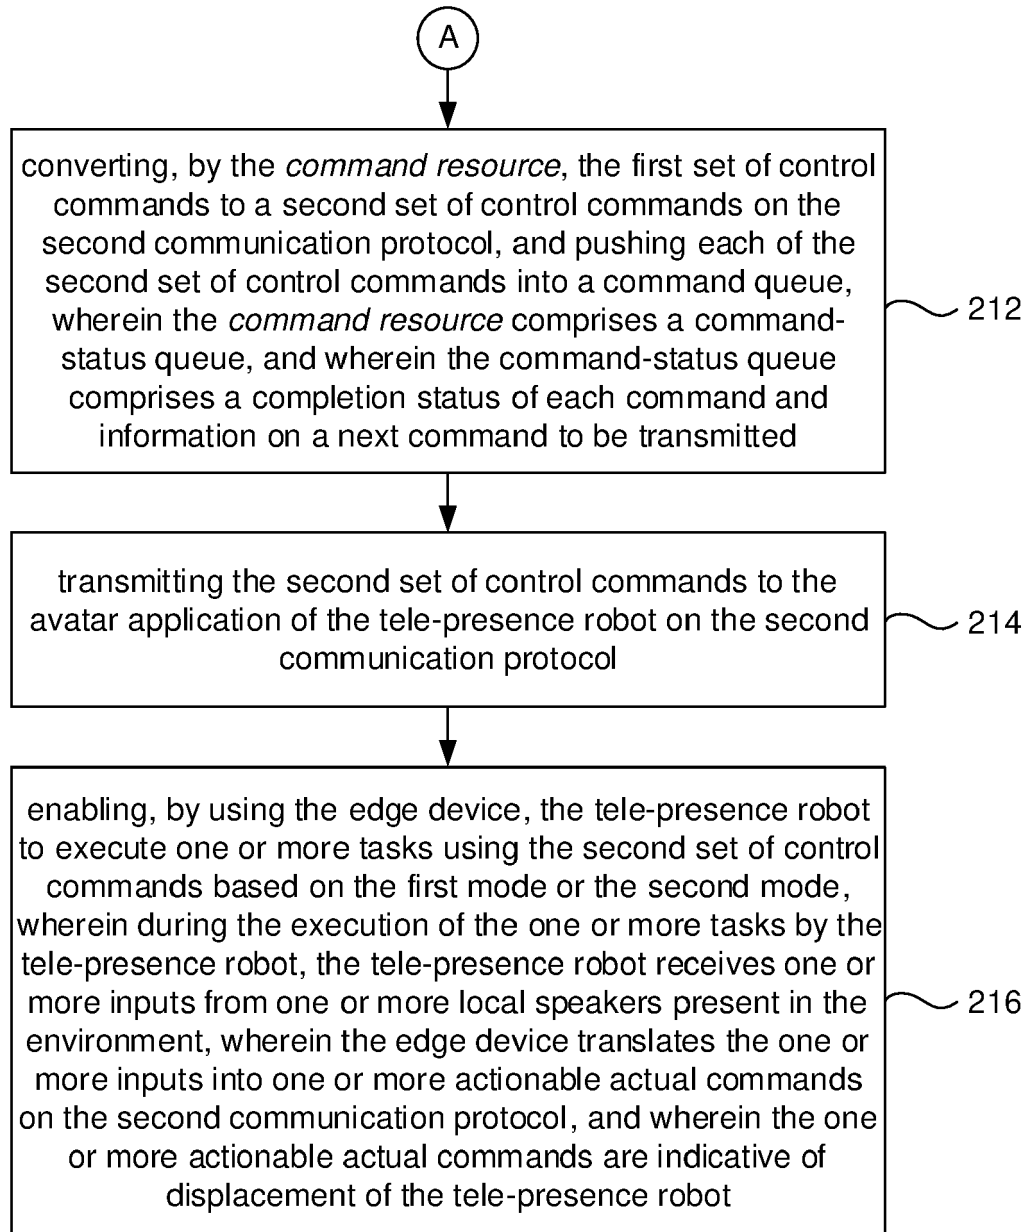 A
converting, by the command resource, the first set of control
commands to a second set of control commands on the
second communication protocol, and pushing each of the
second set of control commands into a command queue,
wherein the command resource comprises a command-
status queue, and wherein the command-status queue
comprises a completion status of each command and
information on a next command to be transmitted
212
transmitting the second set of control commands to the
avatar application of the tele-presence robot on the second
communication protocol
214
enabling, by using the edge device, the tele-presence robot
to execute one or more tasks using the second set of control
commands based on the first mode or the second mode,
wherein during the execution of the one or more tasks by the
tele-presence robot, the tele-presence robot receives one or
more inputs from one or more local speakers present in the
environment, wherein the edge device translates the one or
more inputs into one or more actionable actual commands
on the second communication protocol, and wherein the one
or more actionable actual commands are indicative of
displacement of the tele-presence robot
216